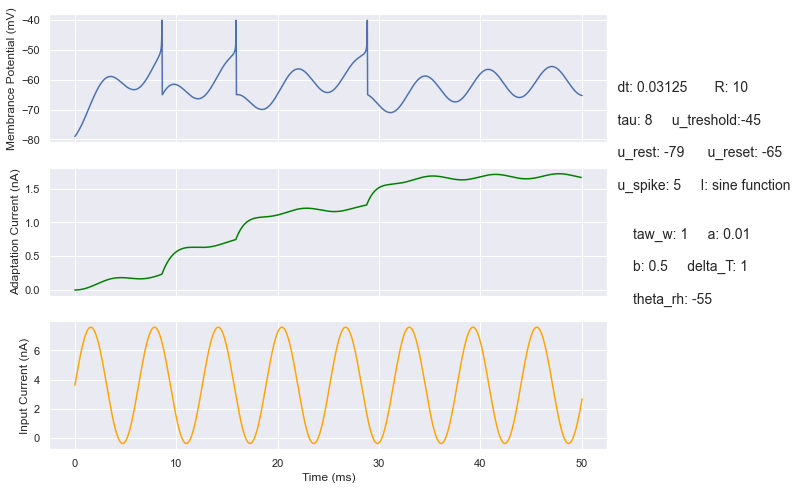 Membrance Potential (mV)
−40
−50
−60
−70
−80
Adaptation Current (nA)
1.5
1.0
0.5
0.0
Input Current (nA)
6
4
2
0
0 10 20 30 40 50
Time (ms)
dt: 0.03125 R: 10
tau: 8 u_treshold:-45
u_rest: -79 u_reset: -65
u_spike: 5 I: sine function
taw_w: 1 a: 0.01
b: 0.5 delta_T: 1
theta_rh: -55